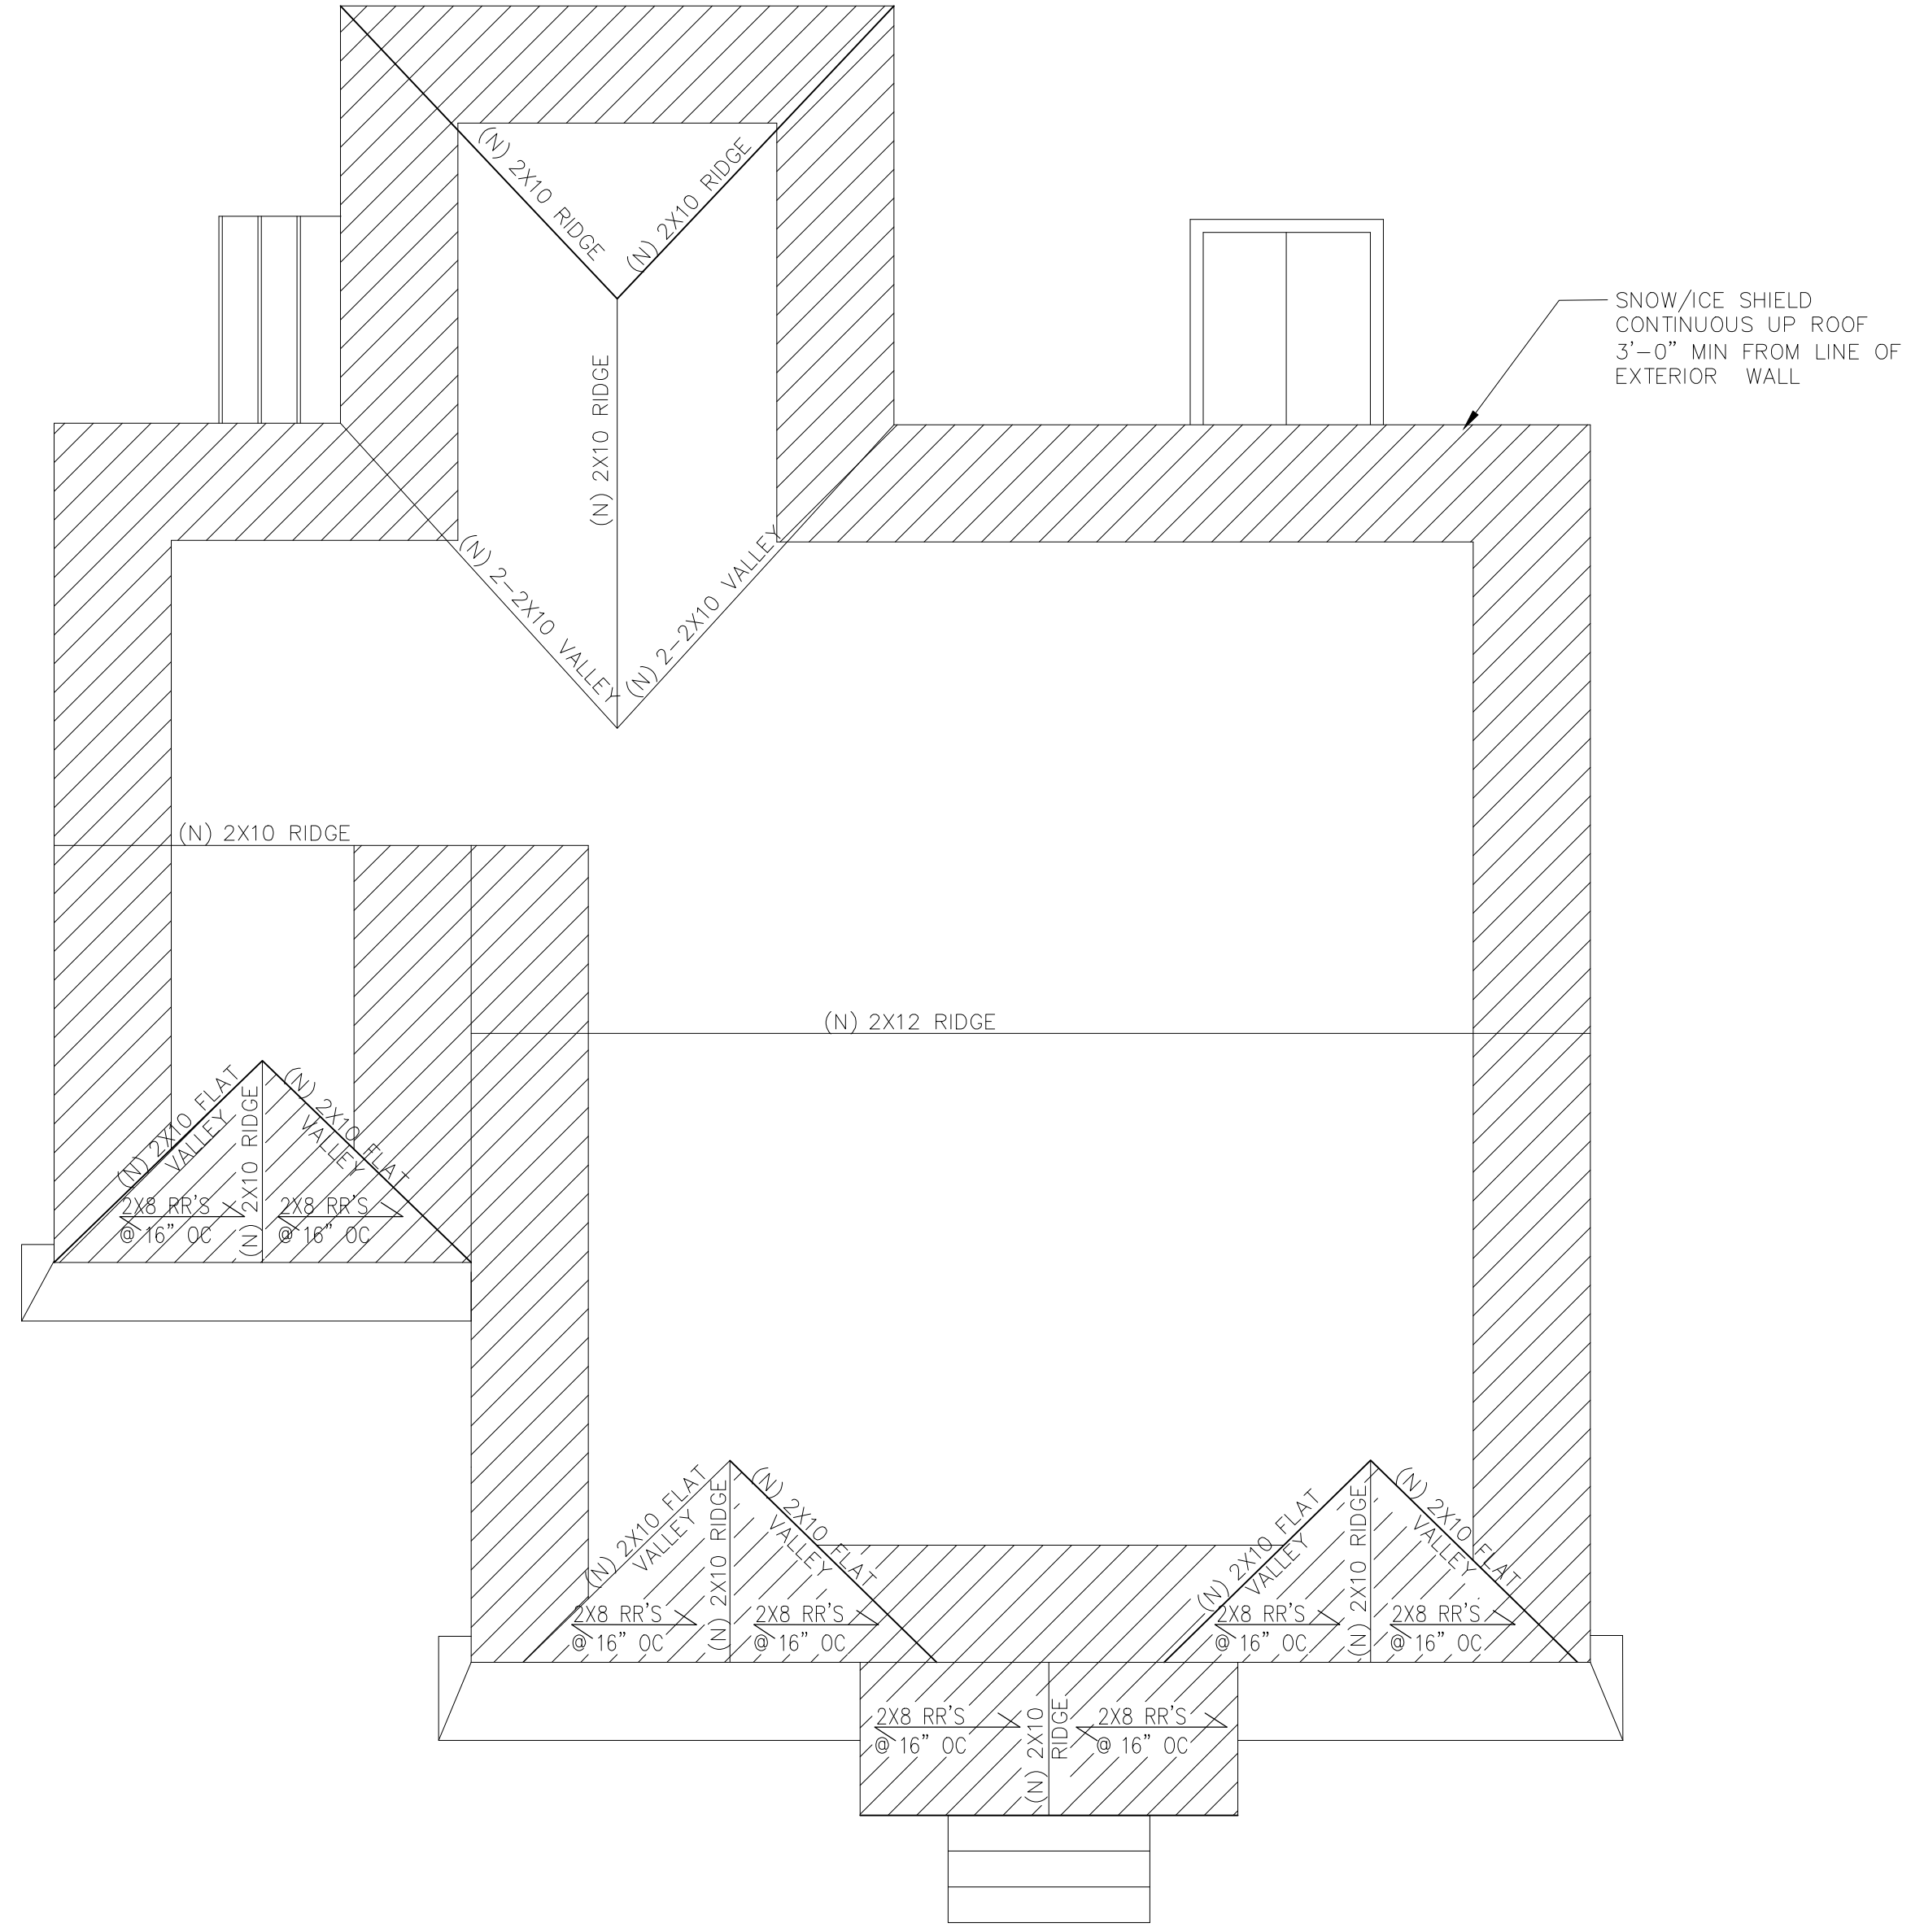 (N) 2X10 RIDGE
(N) 2X10 RIDGE
SNOW/ICE SHIELD
CONTINUOUS UP ROOF
3'-0" MIN FROM LINE OF
EXTERIOR WALL
(N) 2X10 RIDGE
(N) 2-2X10 VALLEY
(N) 2-2X10 VALLEY
(N) 2X10 RIDGE
(N) 2X12 RIDGE
(N) 2X10 FLAT
VALLEY
(N) 2X10 RIDGE
(N) 2X10 FLAT
VALLEY
2X8 RR'S
@ 16" OC
2X8 RR'S
@ 16" OC
(N) 2X10 FLAT
VALLEY
(N) 2X10 RIDGE
(N) 2X10 FLAT
VALLEY
2X8 RR'S
@ 16" OC
2X8 RR'S
@ 16" OC
(N) 2X10 FLAT
VALLEY
(N) 2X10 RIDGE
(N) 2X10 FLAT
VALLEY
2X8 RR'S
@ 16" OC
2X8 RR'S
@ 16" OC
2X8 RR'S
@ 16" OC
(N) 2X10
RIDGE
2X8 RR'S
@ 16" OC